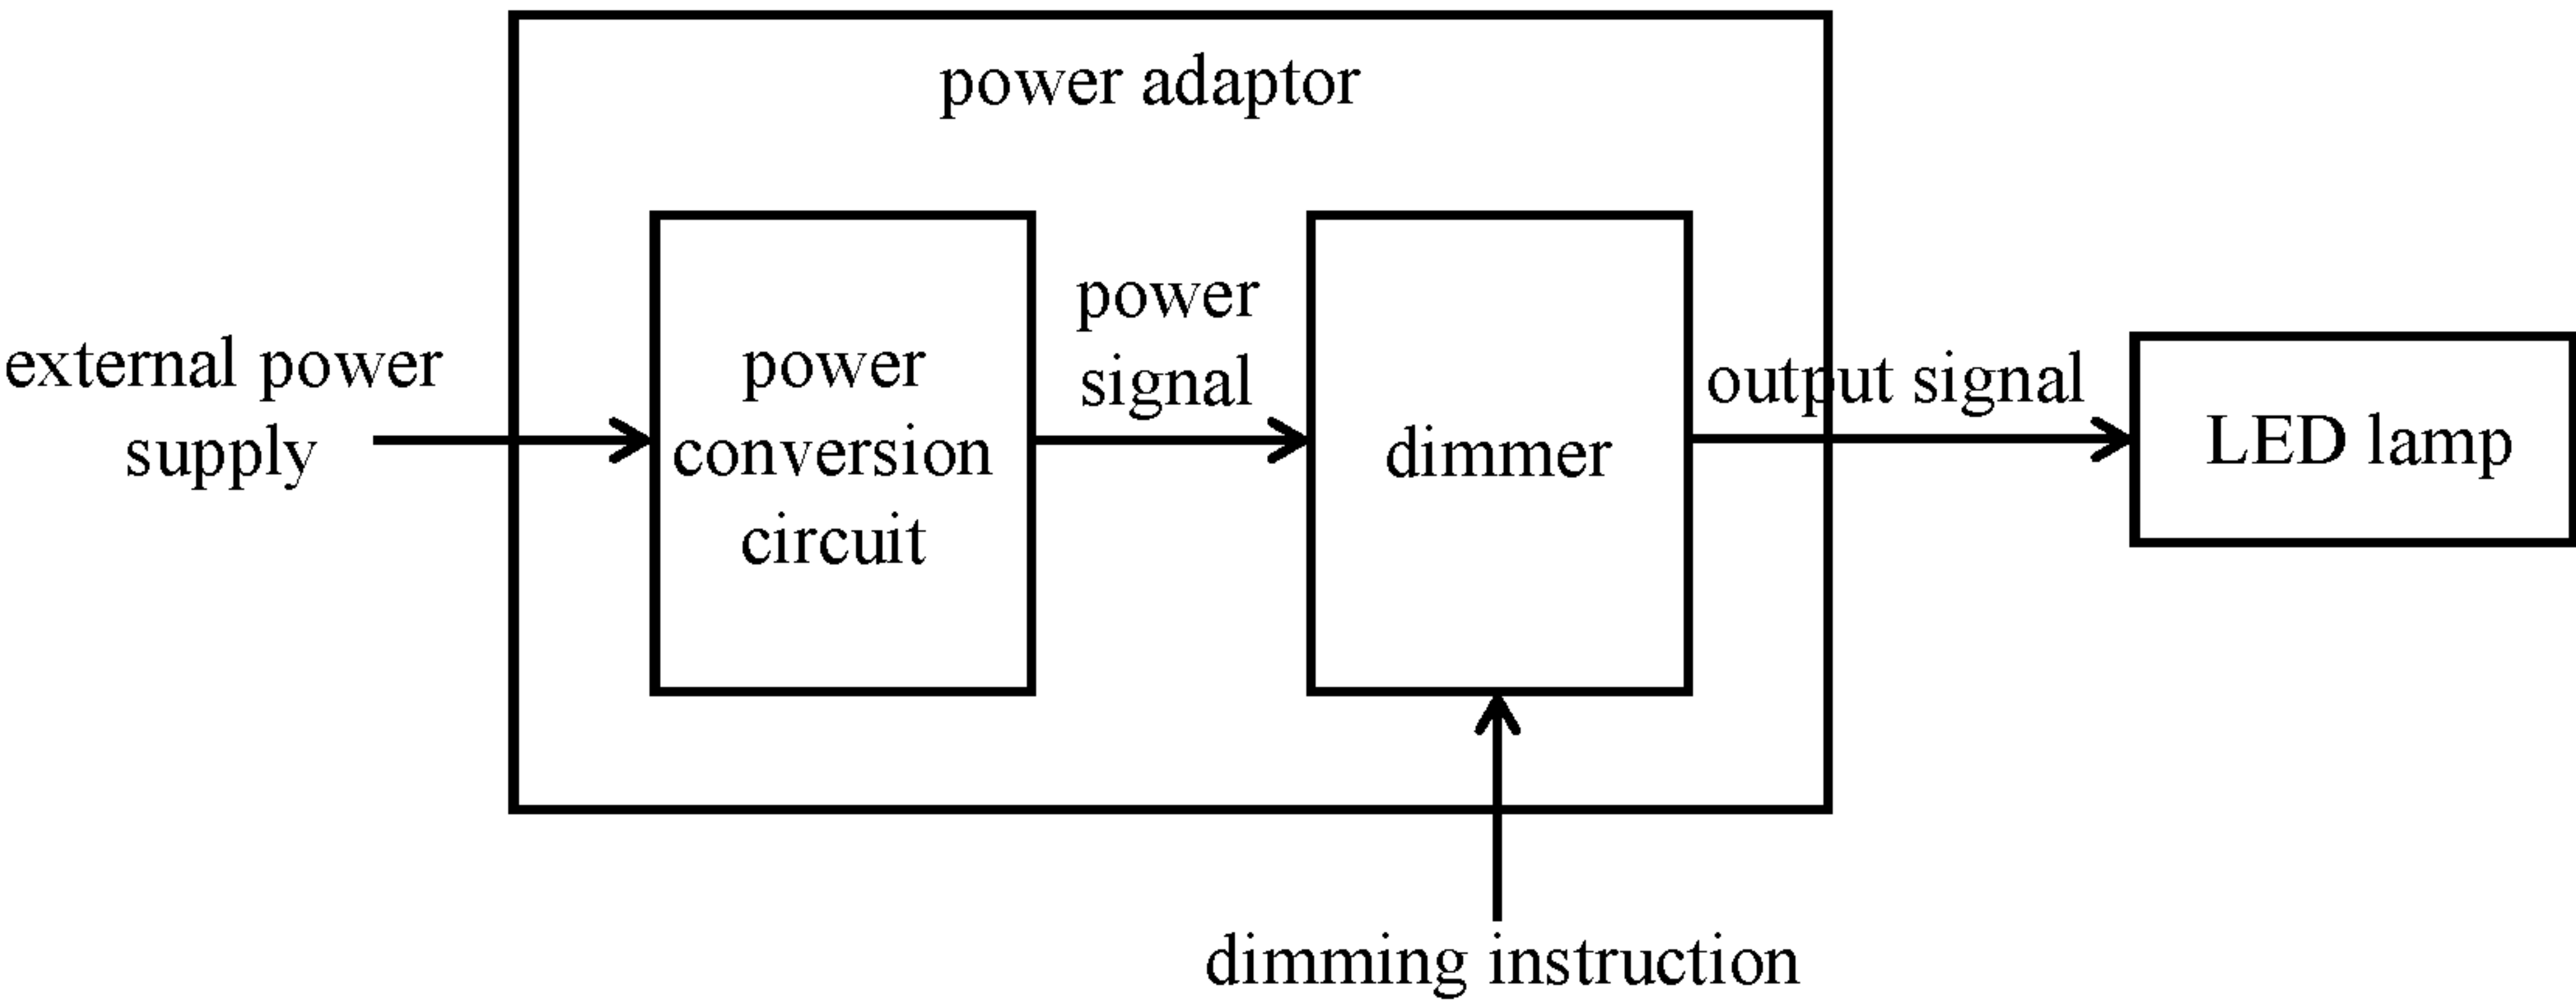 power adaptor
external power
supply
power
conversion
circuit
power
signal
dimmer
output signal
LED lamp
dimming instruction